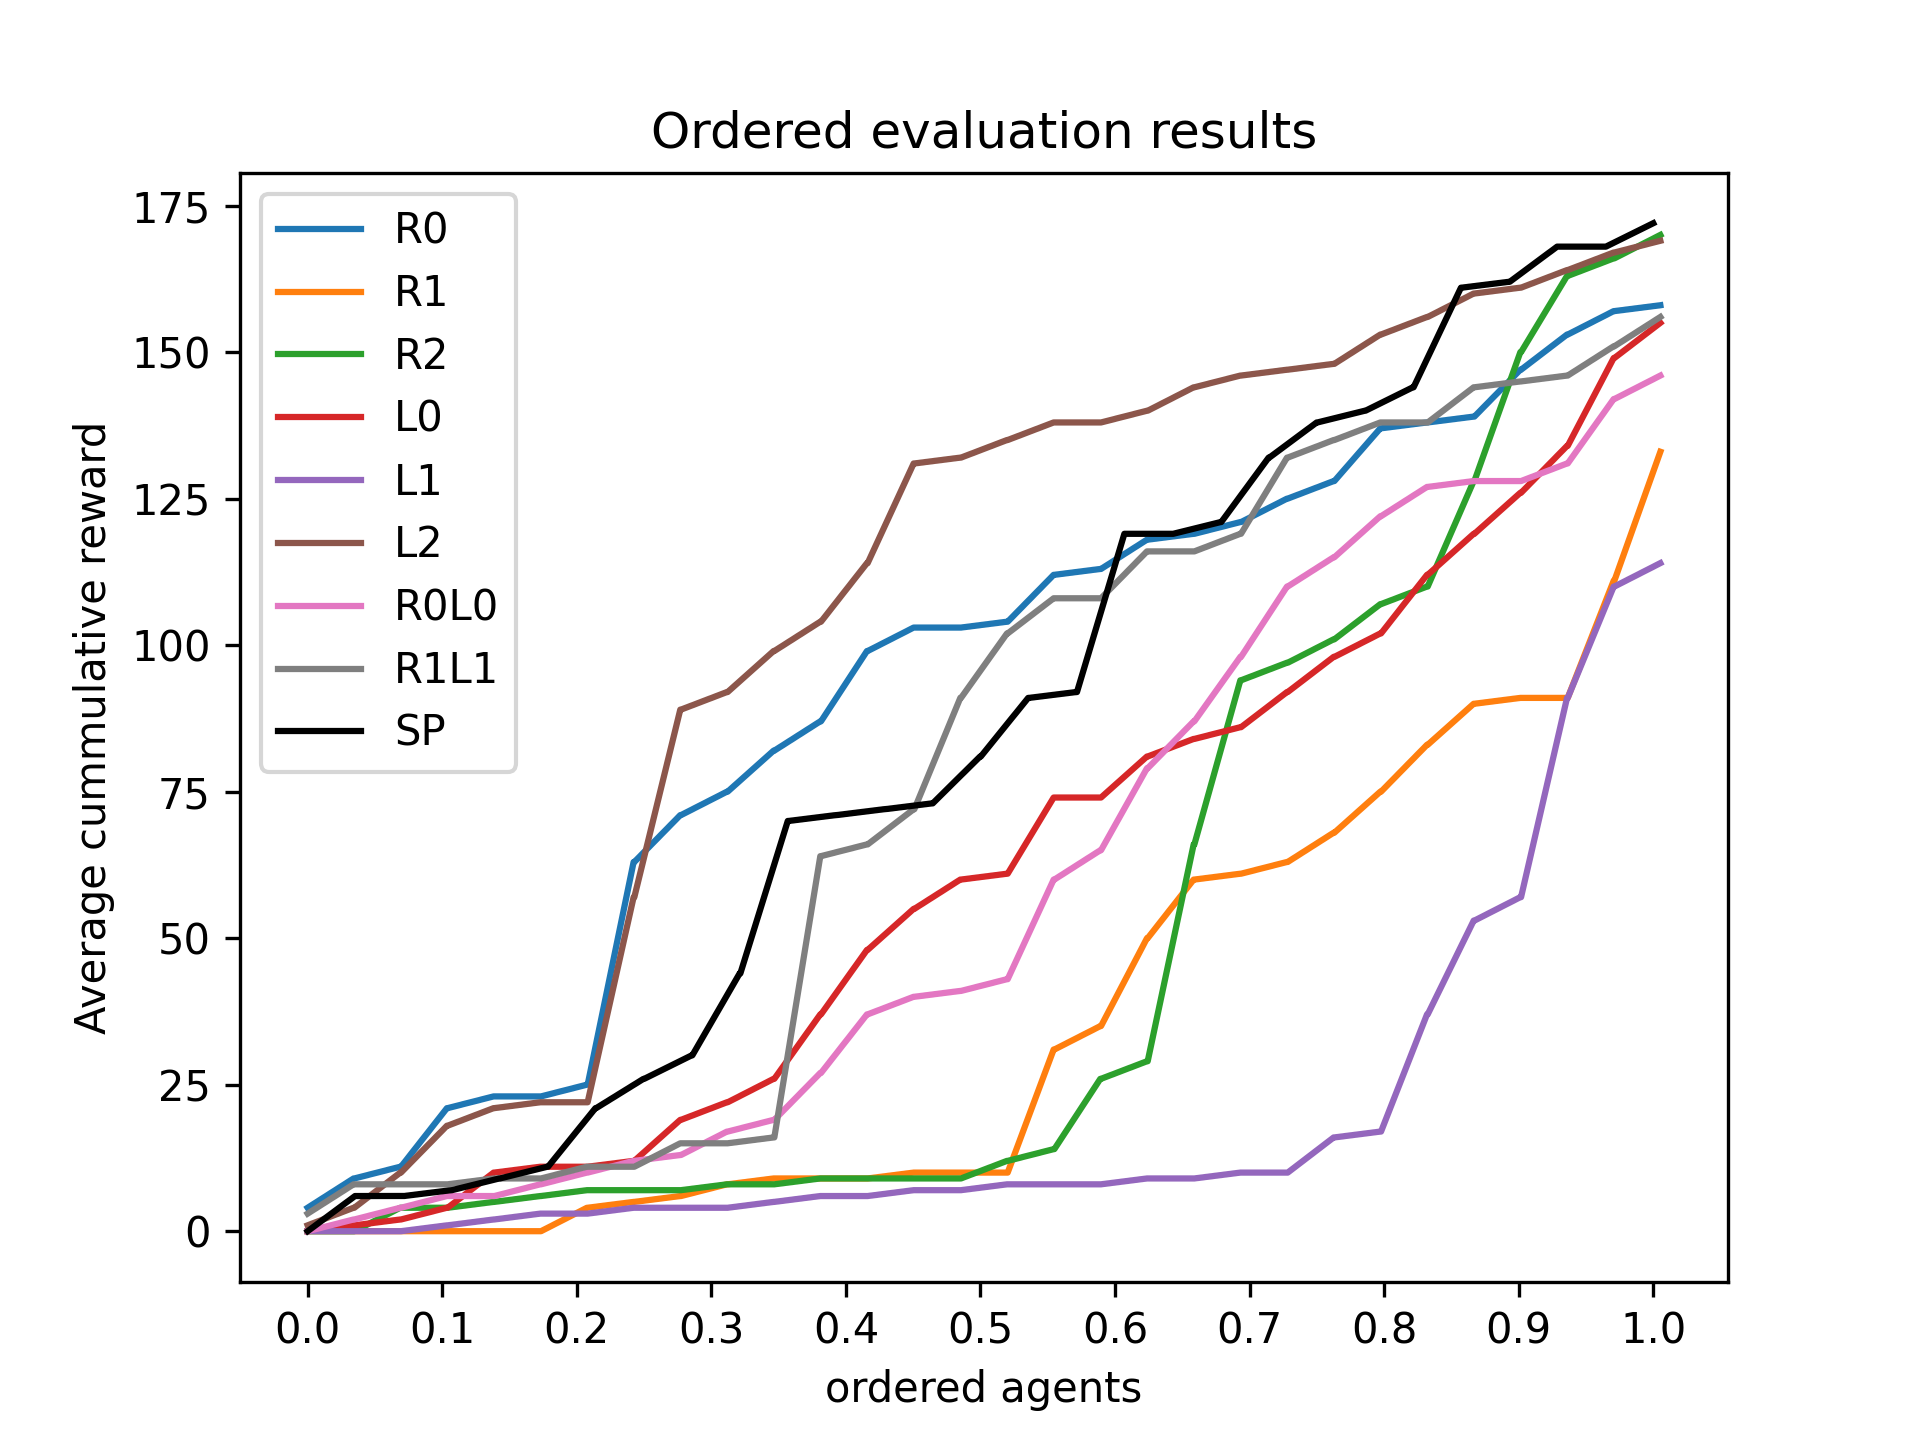 Ordered evaluation results
Average cummulative reward
175
150
125
100
75
50
25
0
R0
R1
R2
L0
L1
L2
R0L0
R1L1
SP
0.0 0.1 0.2 0.3 0.4 0.5 0.6 0.7 0.8 0.9 1.0
ordered agents